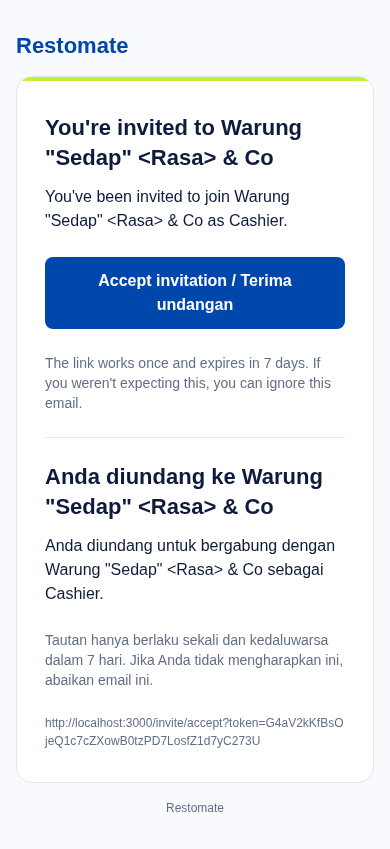 Restomate
You're invited to Warung
"Sedap" <Rasa> & Co
You've been invited to join Warung
"Sedap" <Rasa> & Co as Cashier.
Accept invitation / Terima
undangan
The link works once and expires in 7 days. If
you weren't expecting this, you can ignore this
email.
Anda diundang ke Warung
"Sedap" <Rasa> & Co
Anda diundang untuk bergabung dengan
Warung "Sedap" <Rasa> & Co sebagai
Cashier.
Tautan hanya berlaku sekali dan kedaluwarsa
dalam 7 hari. Jika Anda tidak mengharapkan ini,
abaikan email ini.
http://localhost:3000/invite/accept?token=G4aV2kKfBsO
jeQ1c7cZXowB0tzPD7LosfZ1d7yC273U
Restomate